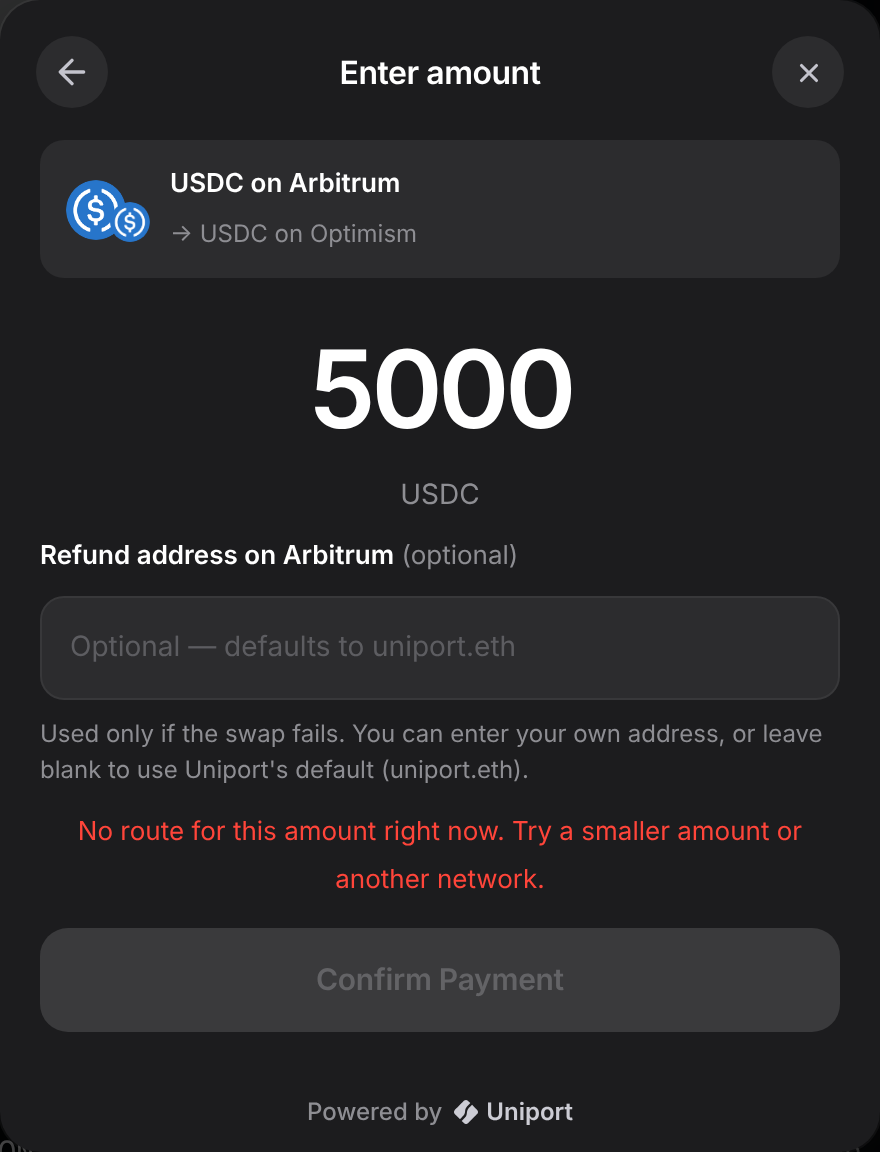 Enter amount
USDC on Arbitrum
→ USDC on Optimism
5000
USDC
Refund address on Arbitrum (optional)
Optional — defaults to uniport.eth
Used only if the swap fails. You can enter your own address, or leave
blank to use Uniport's default (uniport.eth).
No route for this amount right now. Try a smaller amount or
another network.
Confirm Payment
Powered by Uniport